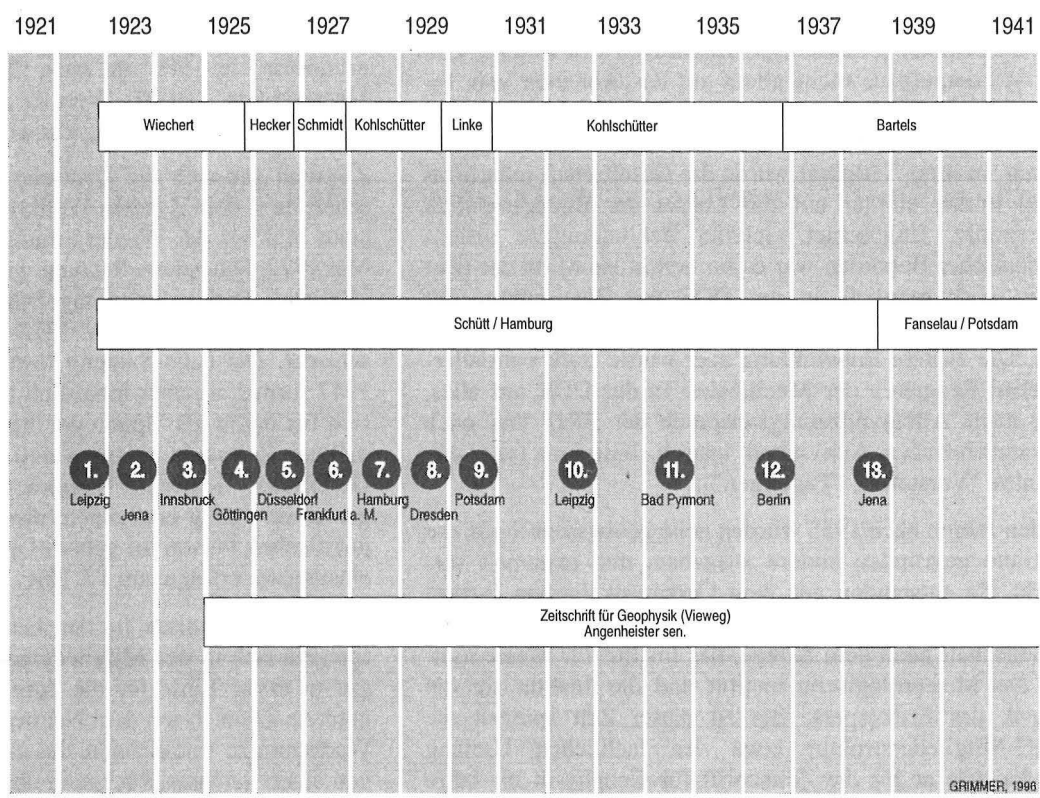 1921 1923 1925 1927 1929 1931 1933 1935 1937 1939 1941
Wiechert Hecker Schmidt Kohlschütter Linke Kohlschütter Bartels
Schütt / Hamburg Fanselau / Potsdam
1. 2. 3. 4. 5. 6. 7. 8. 9. 10. 11. 12. 13.
Leipzig Innsbruck Düsseldorf Hamburg Potsdam Leipzig Bad Pyrmont Berlin Jena
Jena Göttingen Frankfurt a. M. Dresden
Zeitschrift für Geophysik (Vieweg)
Angenheister sen.
GRIMMER, 1996